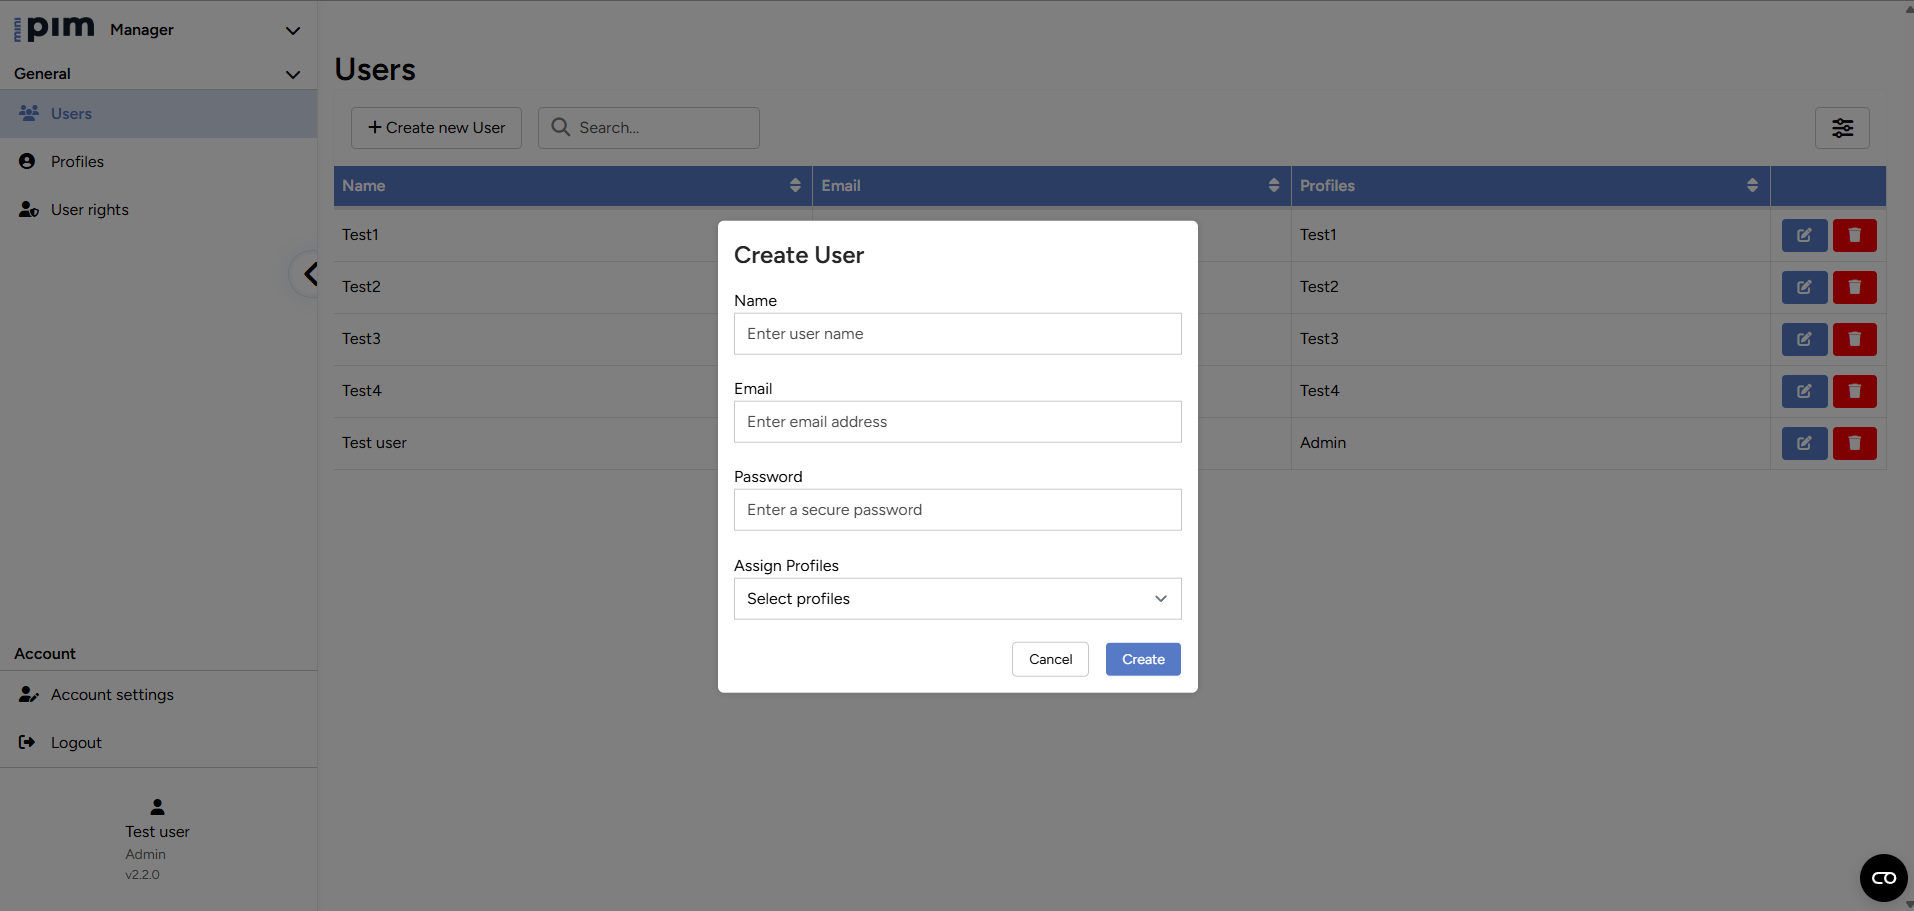 minpim Manager
General
Users
Profiles
User rights
Account
Account settings
Logout
Test user
Admin
v2.2.0
Users
+ Create new User
Search...
Name Email Profiles
Test1 Test1
Test2 Test2
Test3 Test3
Test4 Test4
Test user Admin
Create User
Name
Enter user name
Email
Enter email address
Password
Enter a secure password
Assign Profiles
Select profiles
Cancel Create